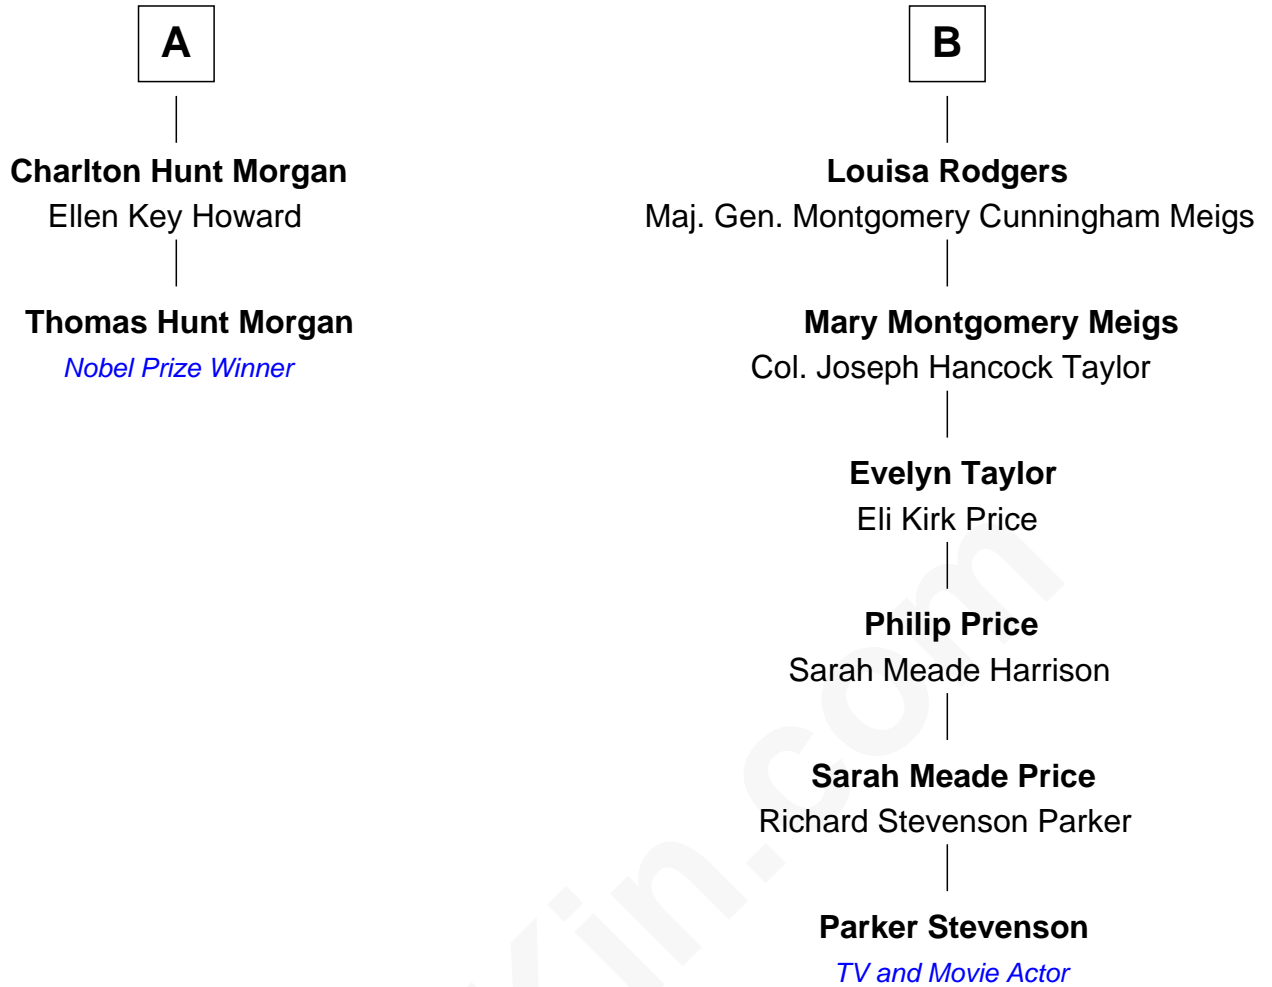 A
Charlton Hunt Morgan
Ellen Key Howard
Thomas Hunt Morgan
Nobel Prize Winner
B
Louisa Rodgers
Maj. Gen. Montgomery Cunningham Meigs
Mary Montgomery Meigs
Col. Joseph Hancock Taylor
Evelyn Taylor
Eli Kirk Price
Philip Price
Sarah Meade Harrison
Sarah Meade Price
Richard Stevenson Parker
Parker Stevenson
TV and Movie Actor